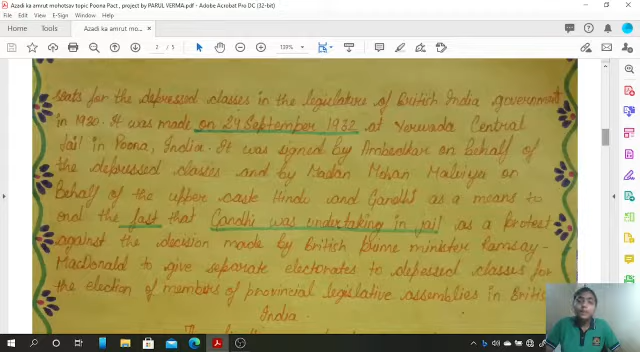 Azadi ka amrut mohotsav topic Poona Pact , project by PARUL VERMA.pdf - Adobe Acrobat Pro DC (32-bit)
File Edit View E-Sign Window Help
Home Tools Azadi ka amrut moh...
2 / 5 139%
seats for the depressed classes in the legislature of British India government
in 1930. It was made on 24 September 1932 at Yerwada Central
Jail in Poona, India. It was signed by Ambedkar on behalf of
the depressed classes and by Madan Mohan Malviya on
Behalf of the upper caste Hindu and Gandhi as a means to
end the fast that Gandhi was undertaking in jail as a protest
against the decision made by British prime minister Ramsay-
MacDonald to give separate electorates to depressed classes for
the election of members of provincial legislative assemblies in British
India.